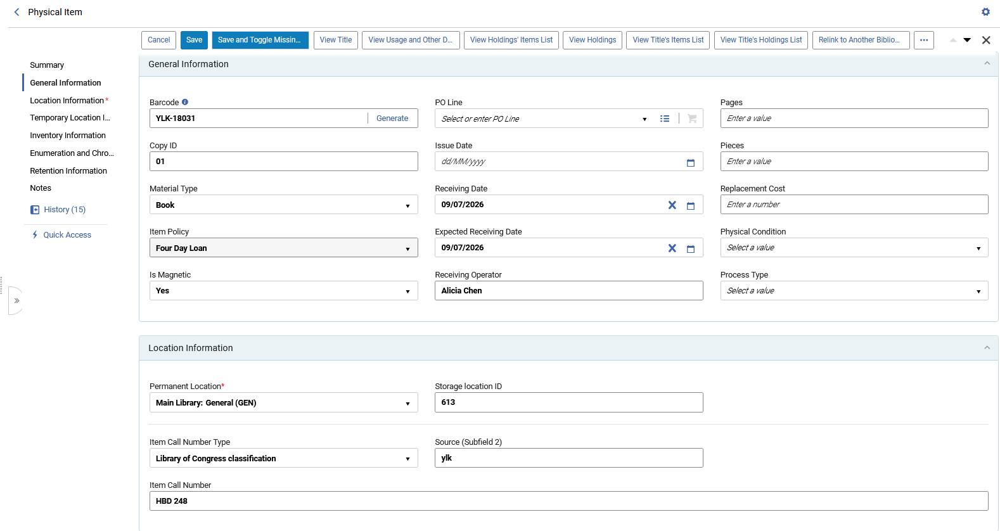 Physical Item
Cancel Save Save and Toggle Missin... View Title View Usage and Other D... View Holdings' Items List View Holdings View Title's Items List View Title's Holdings List Relink to Another Biblio... ...
Summary
General Information
Location Information*
Temporary Location I...
Inventory Information
Enumeration and Chro...
Retention Information
Notes
History (15)
Quick Access
General Information
Barcode PO Line Pages
YLK-18031 Generate Select or enter PO Line Enter a value
Copy ID Issue Date Pieces
01 dd/MM/yyyy Enter a value
Material Type Receiving Date Replacement Cost
Book 09/07/2026 Enter a number
Item Policy Expected Receiving Date Physical Condition
Four Day Loan 09/07/2026 Select a value
Is Magnetic Receiving Operator Process Type
Yes Alicia Chen Select a value
Location Information
Permanent Location* Storage location ID
Main Library: General (GEN) 613
Item Call Number Type Source (Subfield 2)
Library of Congress classification ylk
Item Call Number
HBD 248